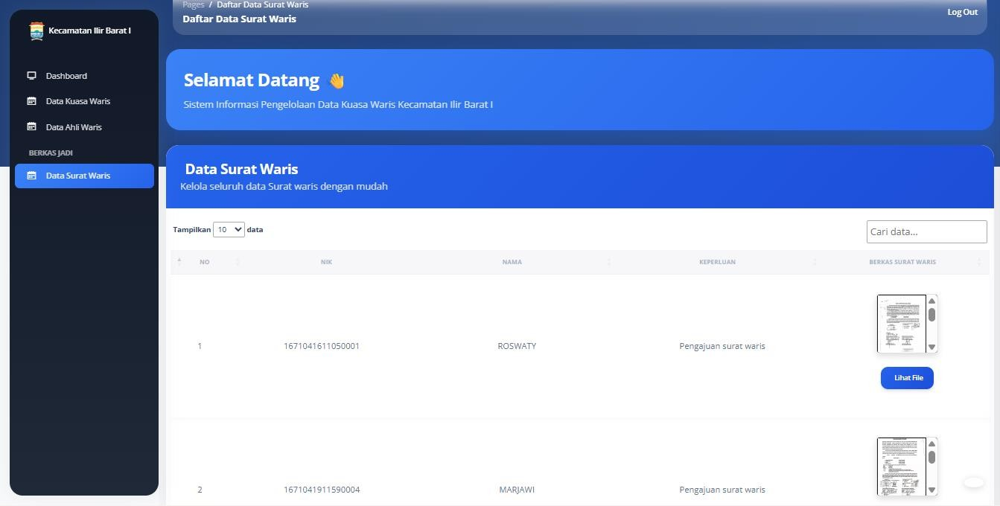 Pages / Daftar Data Surat Waris
Daftar Data Surat Waris
Log Out
Kecamatan Ilir Barat I
Dashboard
Data Kuasa Waris
Data Ahli Waris
BERKAS JADI
Data Surat Waris
Selamat Datang 👋
Sistem Informasi Pengelolaan Data Kuasa Waris Kecamatan Ilir Barat I
Data Surat Waris
Kelola seluruh data Surat waris dengan mudah
Tampilkan 10 data
Cari data...
NO NIK NAMA KEPERLUAN BERKAS SURAT WARIS
1 1671041611050001 ROSWATY Pengajuan surat waris
Lihat File
2 1671041911590004 MARJAWI Pengajuan surat waris